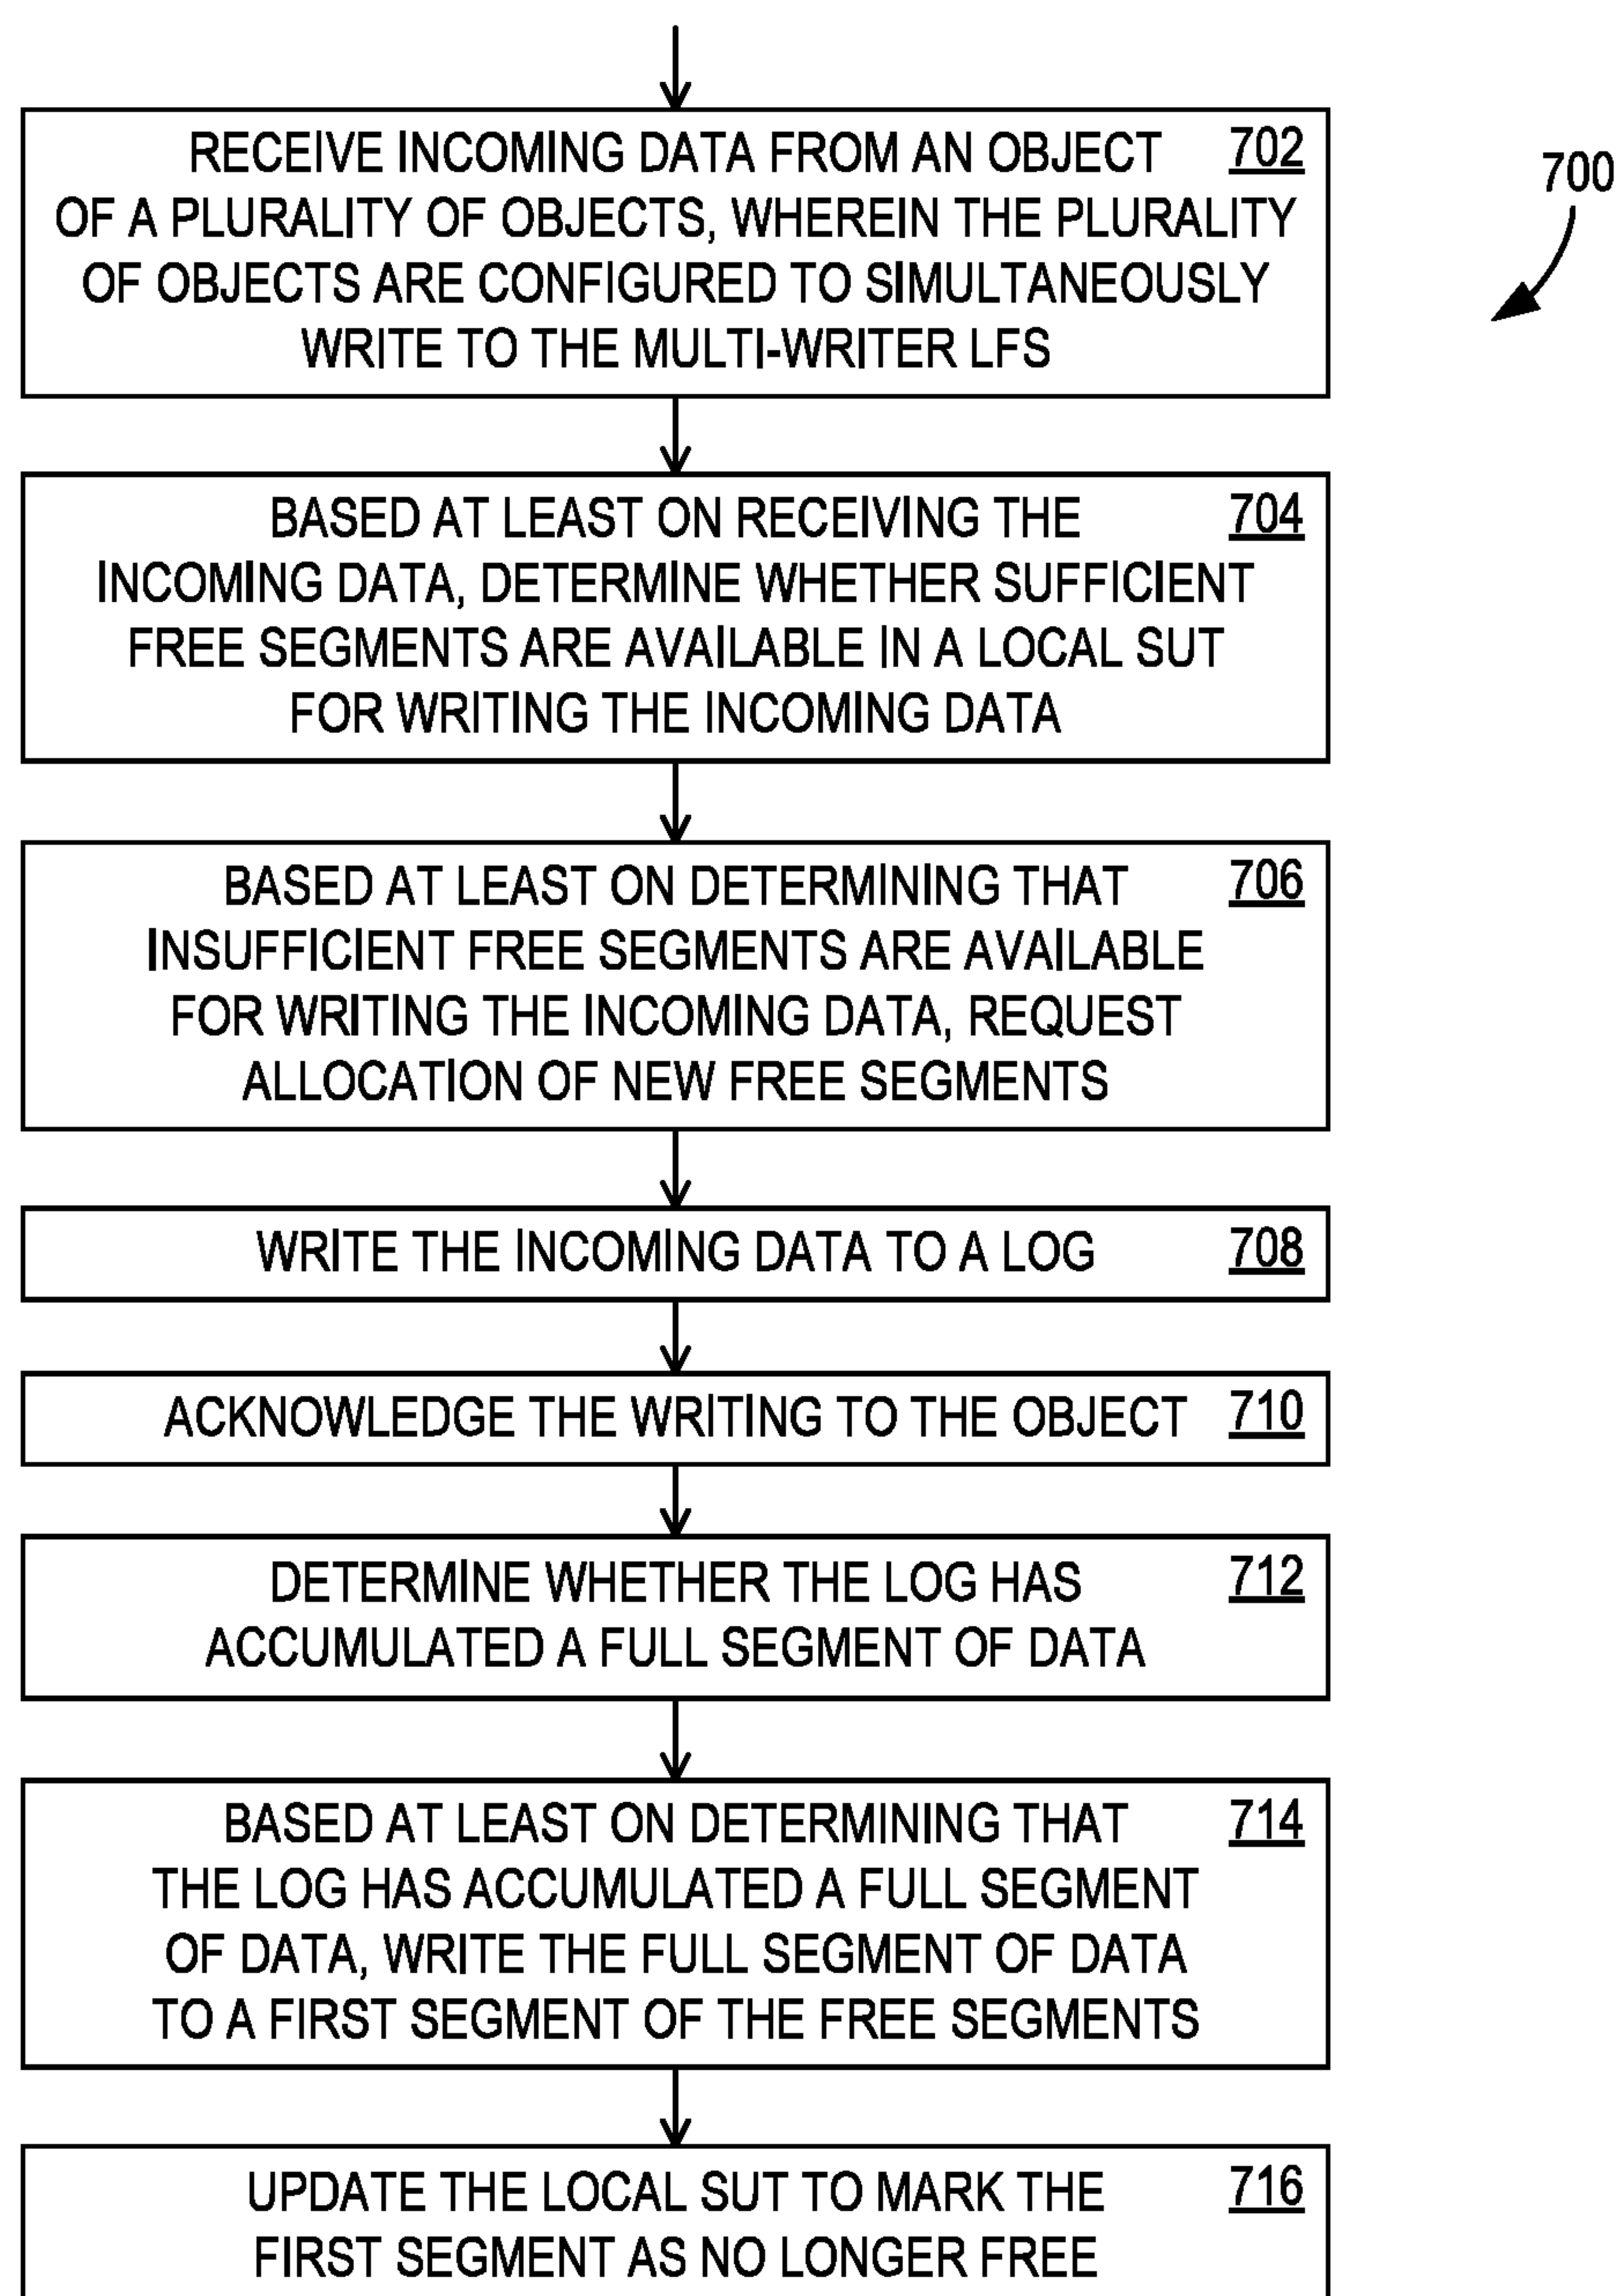 RECEIVE INCOMING DATA FROM AN OBJECT 702
OF A PLURALITY OF OBJECTS, WHEREIN THE PLURALITY
OF OBJECTS ARE CONFIGURED TO SIMULTANEOUSLY
WRITE TO THE MULTI-WRITER LFS
700
BASED AT LEAST ON RECEIVING THE 704
INCOMING DATA, DETERMINE WHETHER SUFFICIENT
FREE SEGMENTS ARE AVAILABLE IN A LOCAL SUT
FOR WRITING THE INCOMING DATA
BASED AT LEAST ON DETERMINING THAT 706
INSUFFICIENT FREE SEGMENTS ARE AVAILABLE
FOR WRITING THE INCOMING DATA, REQUEST
ALLOCATION OF NEW FREE SEGMENTS
WRITE THE INCOMING DATA TO A LOG 708
ACKNOWLEDGE THE WRITING TO THE OBJECT 710
DETERMINE WHETHER THE LOG HAS 712
ACCUMULATED A FULL SEGMENT OF DATA
BASED AT LEAST ON DETERMINING THAT 714
THE LOG HAS ACCUMULATED A FULL SEGMENT
OF DATA, WRITE THE FULL SEGMENT OF DATA
TO A FIRST SEGMENT OF THE FREE SEGMENTS
UPDATE THE LOCAL SUT TO MARK THE 716
FIRST SEGMENT AS NO LONGER FREE